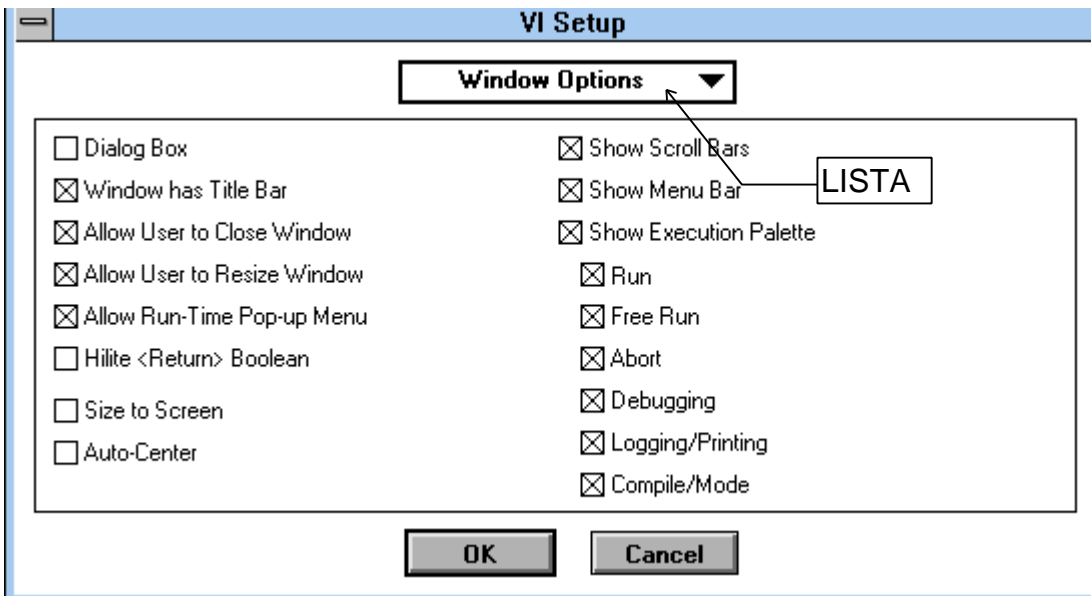 VI Setup
Window Options
Dialog Box
Window has Title Bar
Allow User to Close Window
Allow User to Resize Window
Allow Run-Time Pop-up Menu
Hilite <Return> Boolean
Size to Screen
Auto-Center
Show Scroll Bars
Show Menu Bar
Show Execution Palette
Run
Free Run
Abort
Debugging
Logging/Printing
Compile/Mode
LISTA
OK
Cancel